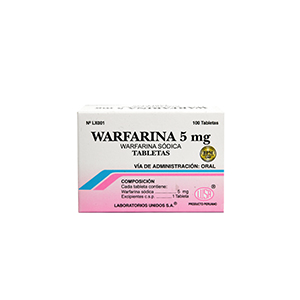 Nº LX001 100 Tabletas
WARFARINA 5 mg
WARFARINA SÓDICA
TABLETAS
VÍA DE ADMINISTRACIÓN: ORAL
COMPOSICIÓN
Cada tableta contiene:
Warfarina sódica 5 mg
Excipientes c.s.p. 1 Tableta
LABORATORIOS UNIDOS S.A.
PRODUCTO PERUANO